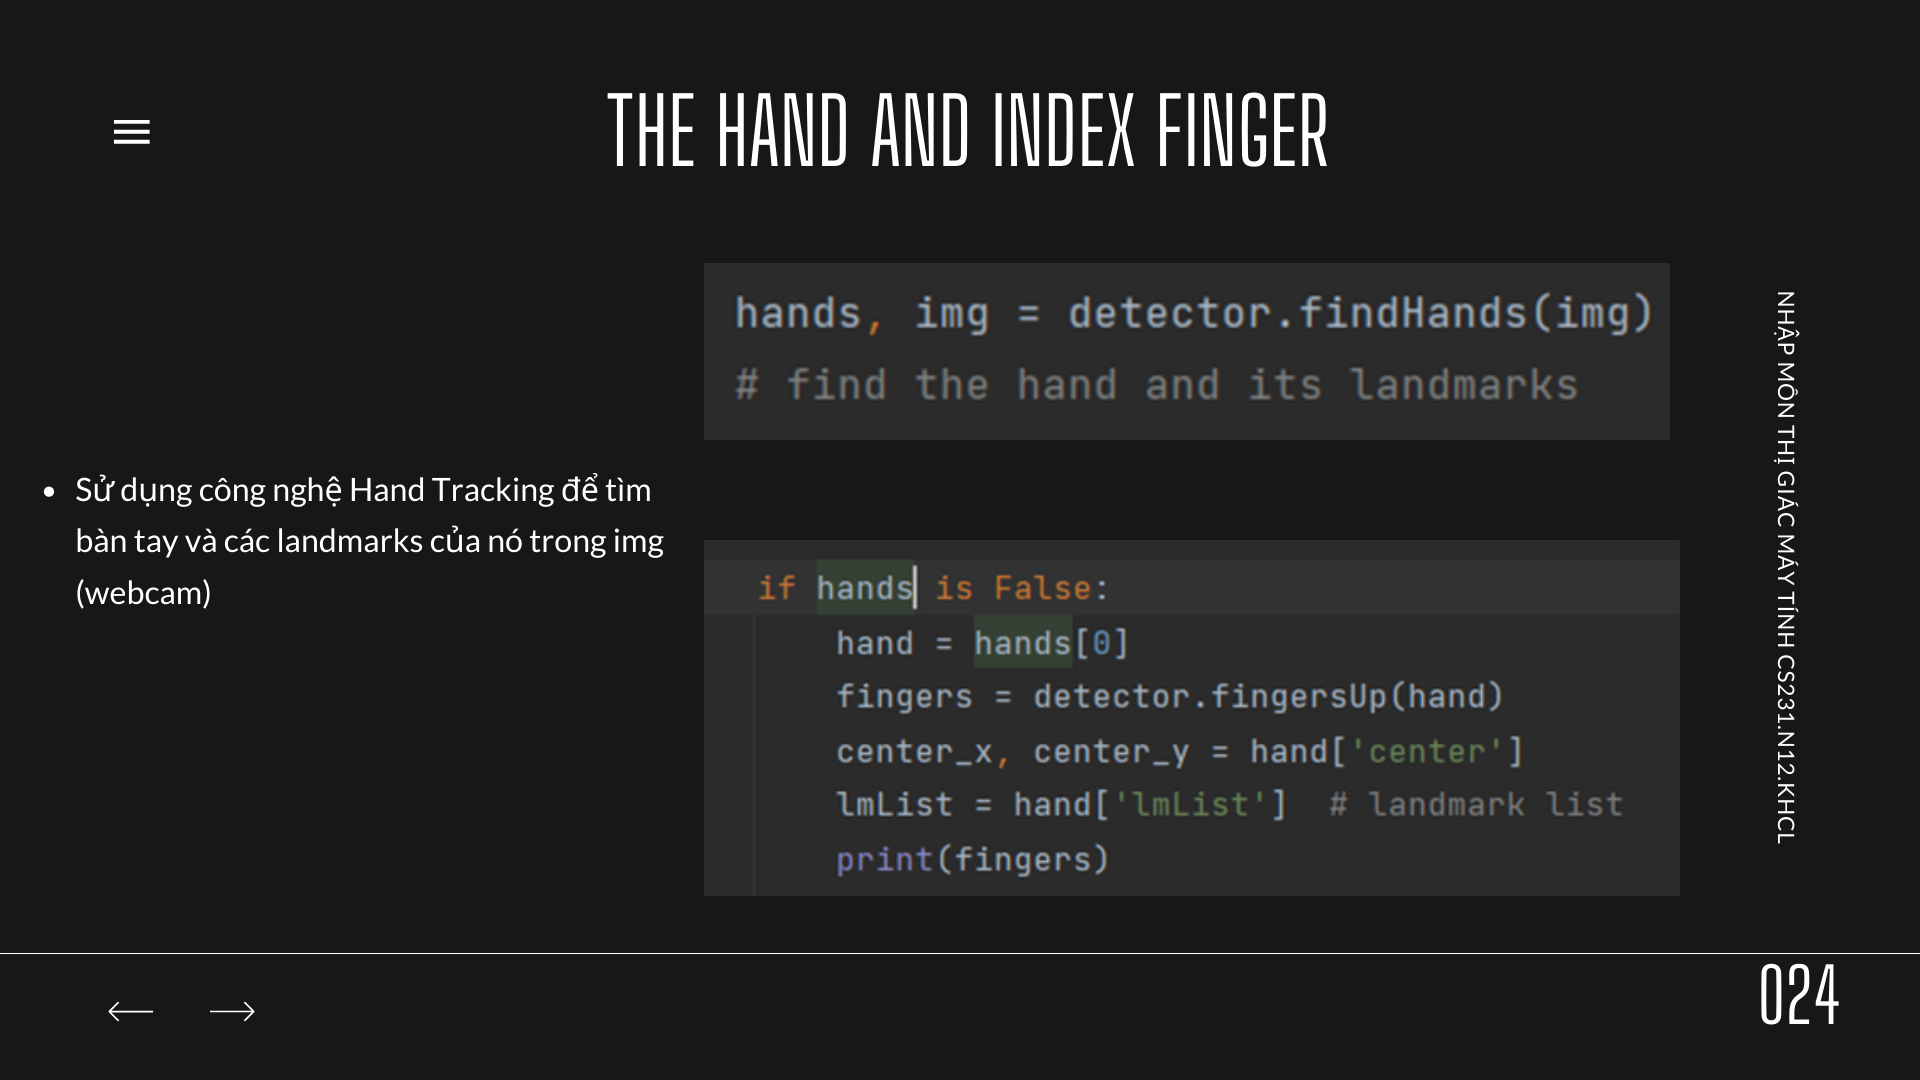 THE HAND AND INDEX FINGER
hands, img = detector.findHands(img)
# find the hand and its landmarks
Sử dụng công nghệ Hand Tracking để tìm
bàn tay và các landmarks của nó trong img
(webcam)
if hands is False:
hand = hands[0]
fingers = detector.fingersUp(hand)
center_x, center_y = hand['center']
lmList = hand['lmList']  # landmark list
print(fingers)
NHẬP MÔN THỊ GIÁC MÁY TÍNH CS231.N12.KHCL
024